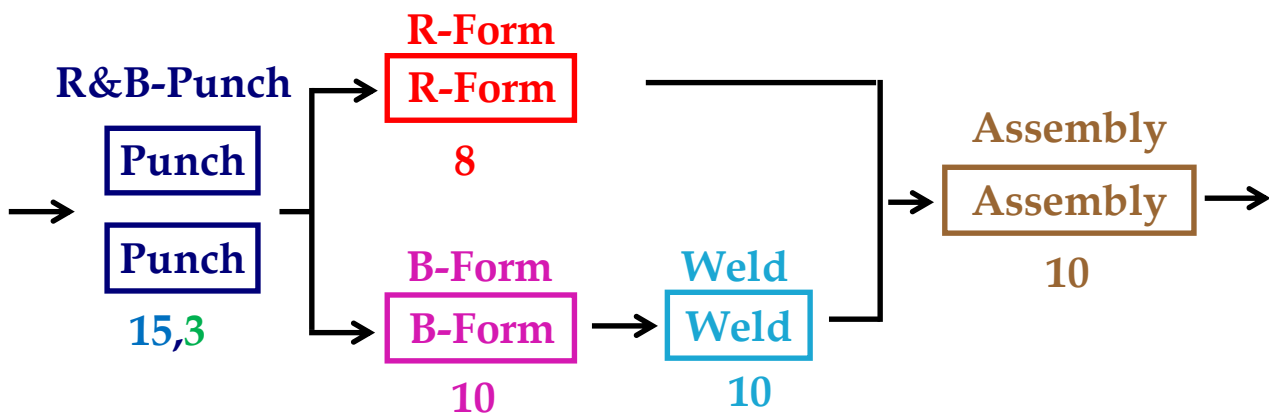 R&B-Punch
Punch
Punch
15,3
R-Form
R-Form
8
B-Form
B-Form
10
Weld
Weld
10
Assembly
Assembly
10